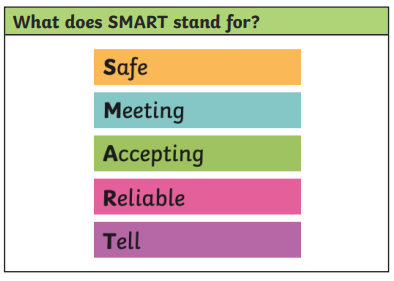 What does SMART stand for?
Safe
Meeting
Accepting
Reliable
Tell